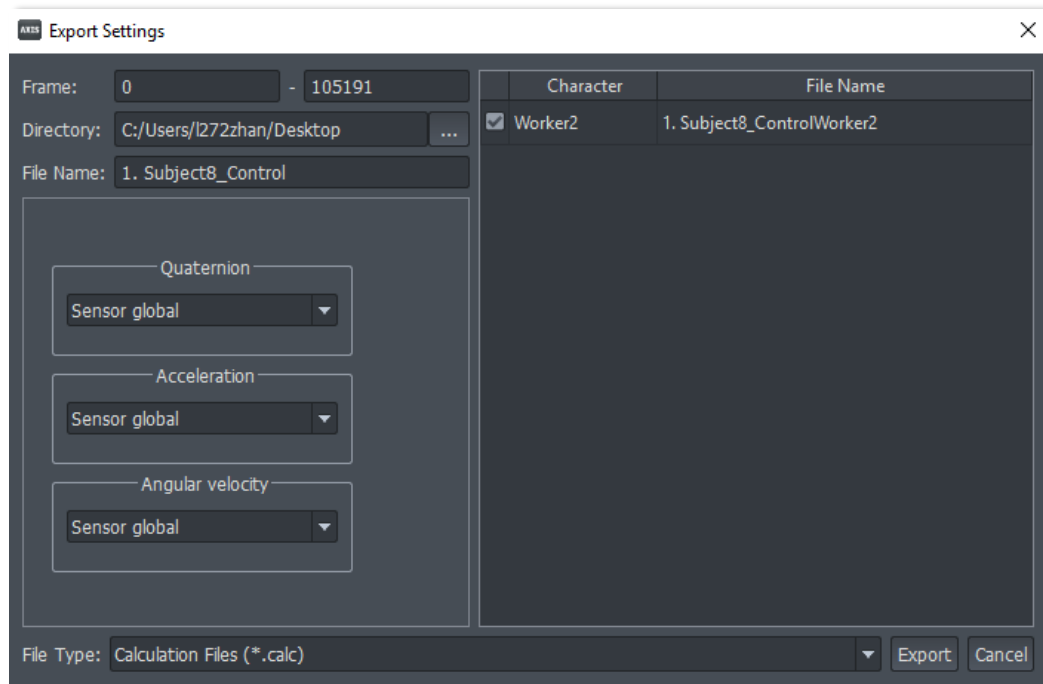 AXIS Export Settings
Frame: 0 - 105191
Directory: C:/Users/l272zhan/Desktop ...
File Name: 1. Subject8_Control
Quaternion
Sensor global
Acceleration
Sensor global
Angular velocity
Sensor global
Character File Name
Worker2 1. Subject8_ControlWorker2
File Type: Calculation Files (*.calc) Export Cancel